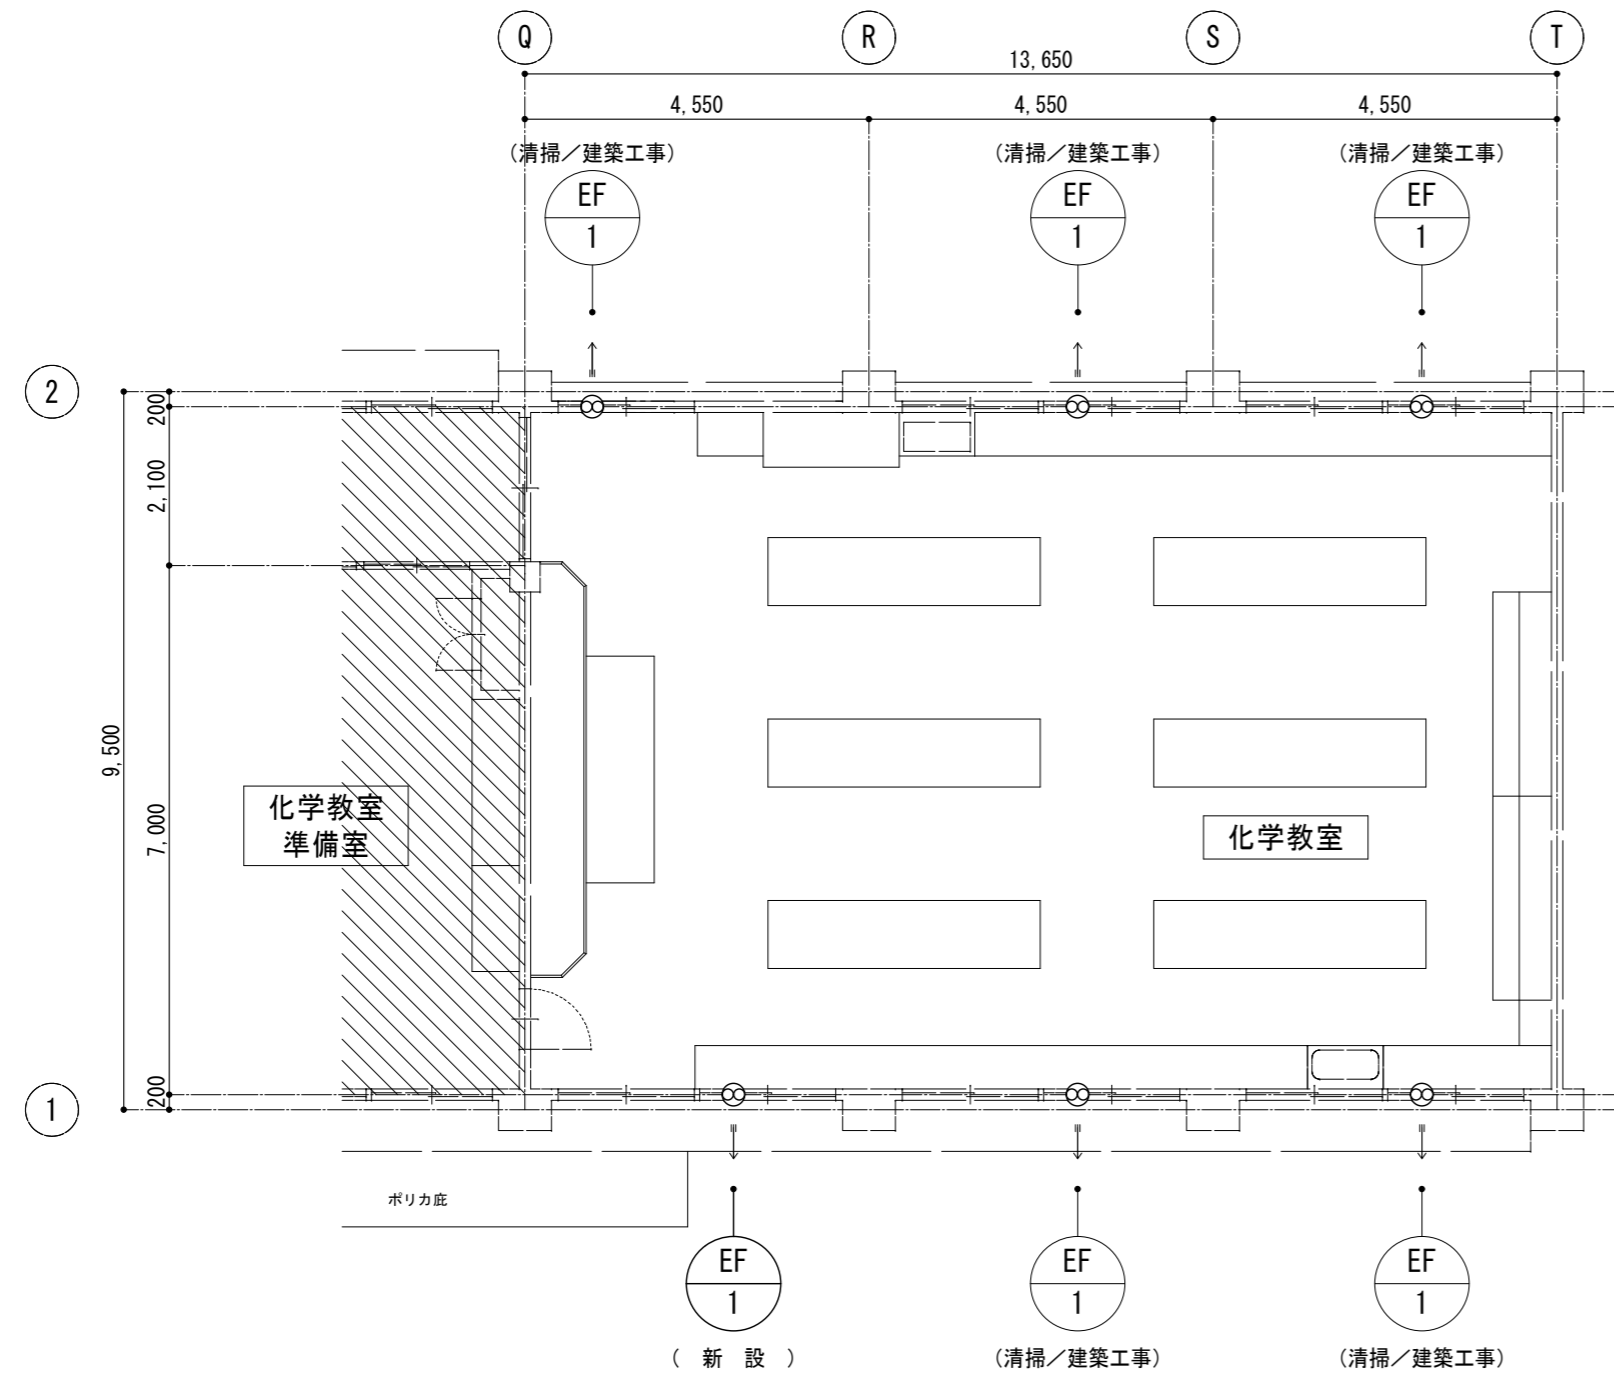 Q
R
S
T
13,650
4,550
4,550
4,550
(清掃／建築工事)
(清掃／建築工事)
(清掃／建築工事)
EF
1
EF
1
EF
1
2
200
2,100
9,500
7,000
200
1
化学教室
準備室
化学教室
ポリカ庇
EF
1
EF
1
EF
1
( 新 設 )
(清掃／建築工事)
(清掃／建築工事)